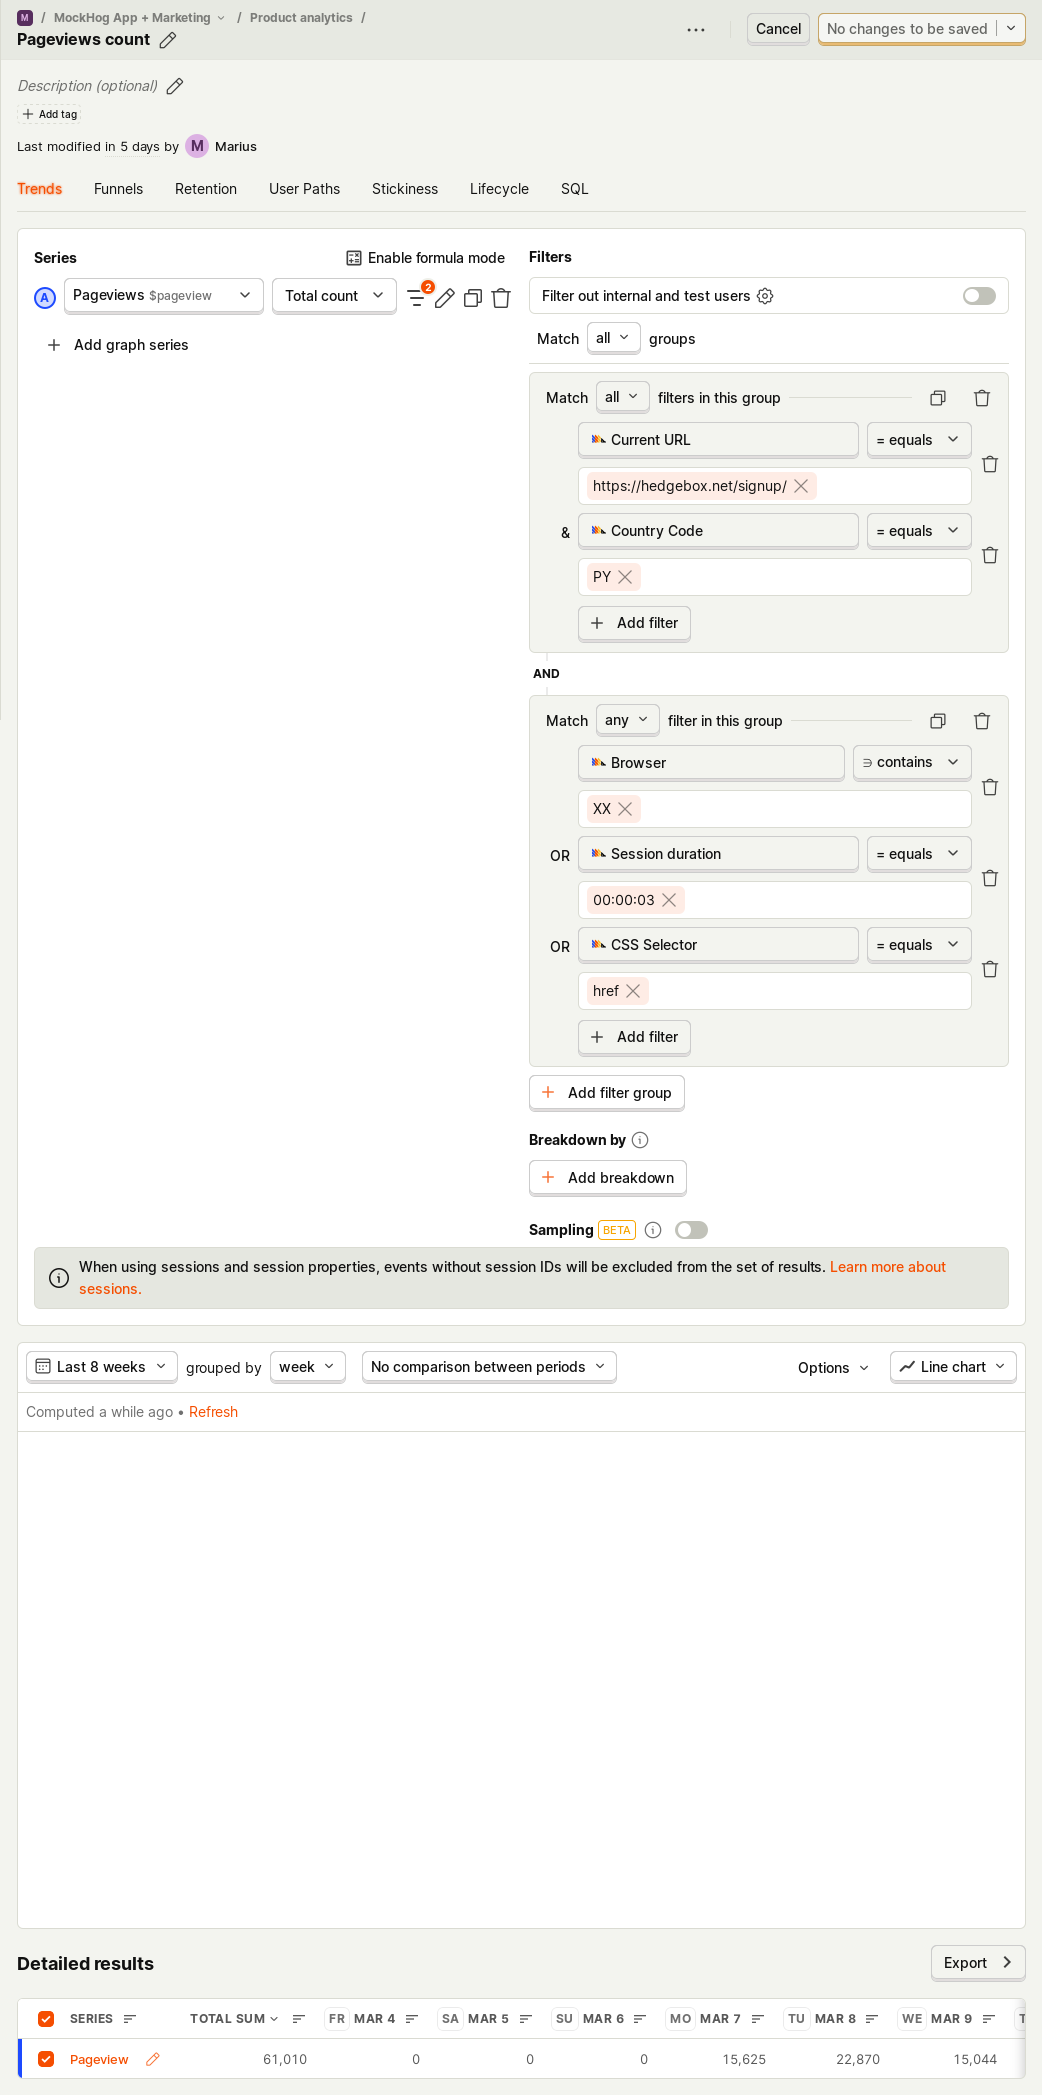 M / MockHog App + Marketing / Product analytics /
Pageviews count
Cancel
No changes to be saved
Description (optional)
Add tag
Last modified in 5 days by M Marius
Trends Funnels Retention User Paths Stickiness Lifecycle SQL
Series
Enable formula mode
A Pageviews $pageview Total count 2
Add graph series
Filters
Filter out internal and test users
Match all groups
Match all filters in this group
Current URL = equals
https://hedgebox.net/signup/
& Country Code = equals
PY
Add filter
AND
Match any filter in this group
Browser ∋ contains
XX
OR Session duration = equals
00:00:03
OR CSS Selector = equals
href
Add filter
Add filter group
Breakdown by
Add breakdown
Sampling BETA
When using sessions and session properties, events without session IDs will be excluded from the set of results. Learn more about
sessions.
Last 8 weeks grouped by week No comparison between periods Options Line chart
Computed a while ago • Refresh
Detailed results
Export
SERIES TOTAL SUM FR MAR 4 SA MAR 5 SU MAR 6 MO MAR 7 TU MAR 8 WE MAR 9 T
Pageview 61,010 0 0 0 15,625 22,870 15,044